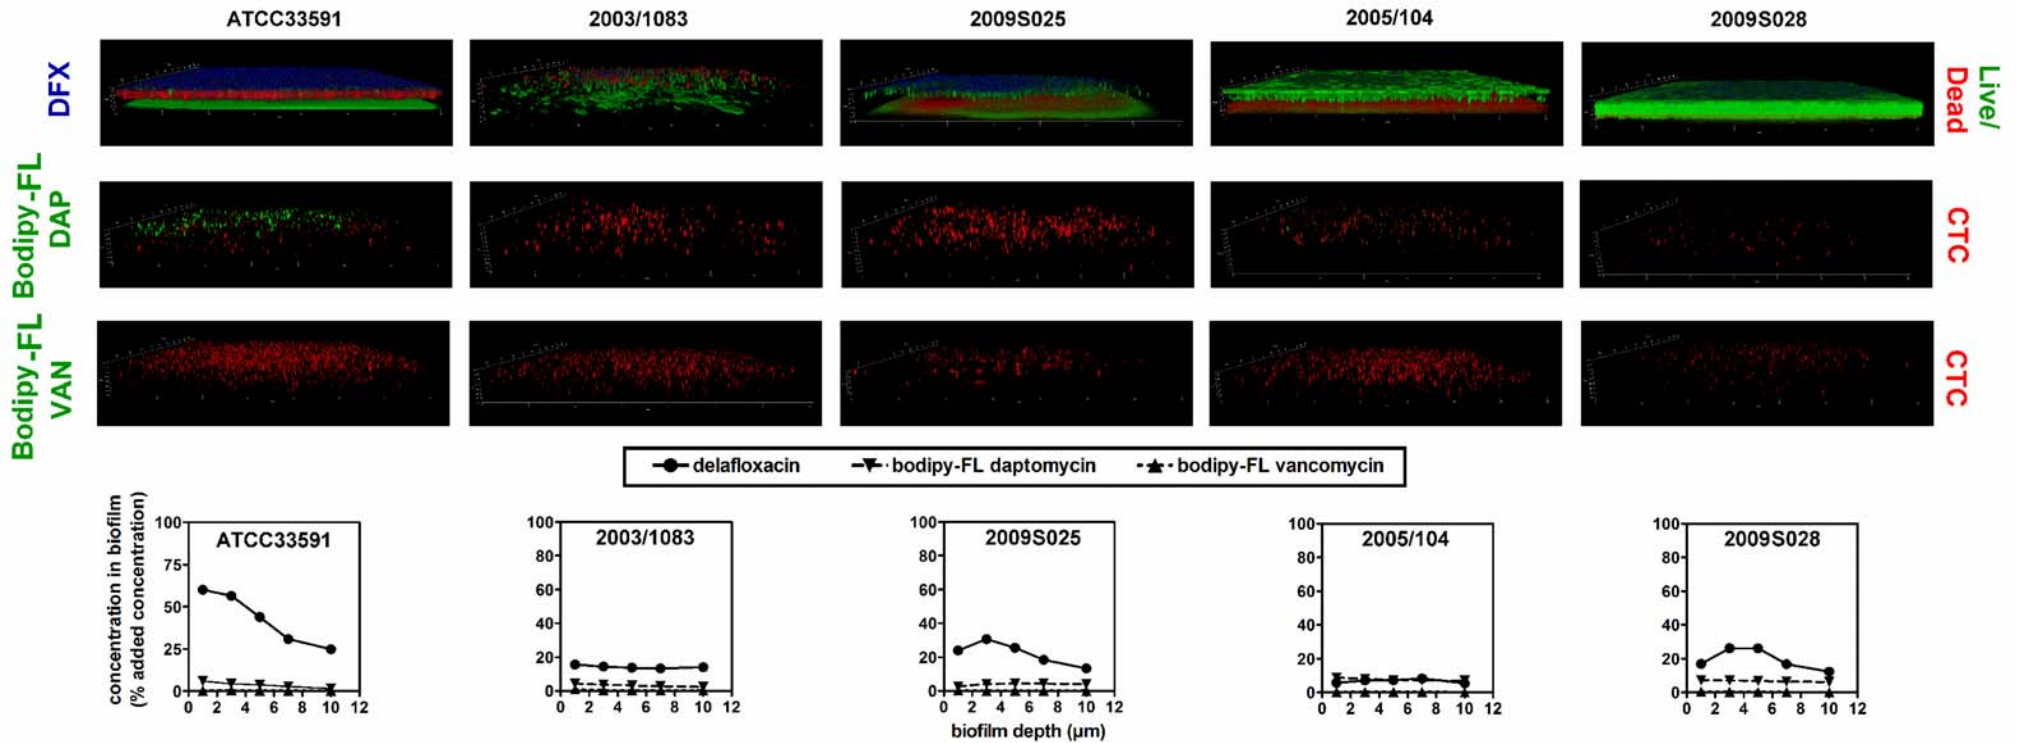 ATCC33591
2003/1083
2009S025
2005/104
2009S028
DFX
Live/
Dead
Bodipy-FL
DAP
CTC
Bodipy-FL
VAN
CTC
delafloxacin
bodipy-FL daptomycin
bodipy-FL vancomycin
concentration in biofilm
(% added concentration)
ATCC33591
100
75
50
25
0
0 2 4 6 8 10 12
2003/1083
100
80
60
40
20
0
0 2 4 6 8 10 12
2009S025
100
80
60
40
20
0
0 2 4 6 8 10 12
biofilm depth (µm)
2005/104
100
80
60
40
20
0
0 2 4 6 8 10 12
2009S028
100
80
60
40
20
0
0 2 4 6 8 10 12